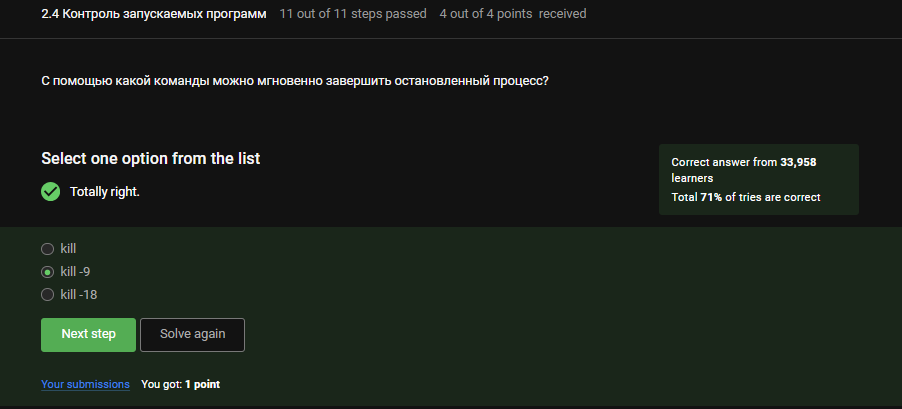 2.4 Контроль запускаемых программ 11 out of 11 steps passed 4 out of 4 points received
С помощью какой команды можно мгновенно завершить остановленный процесс?
Select one option from the list
Totally right.
Correct answer from 33,958
learners
Total 71% of tries are correct
kill
kill -9
kill -18
Next step Solve again
Your submissions You got: 1 point